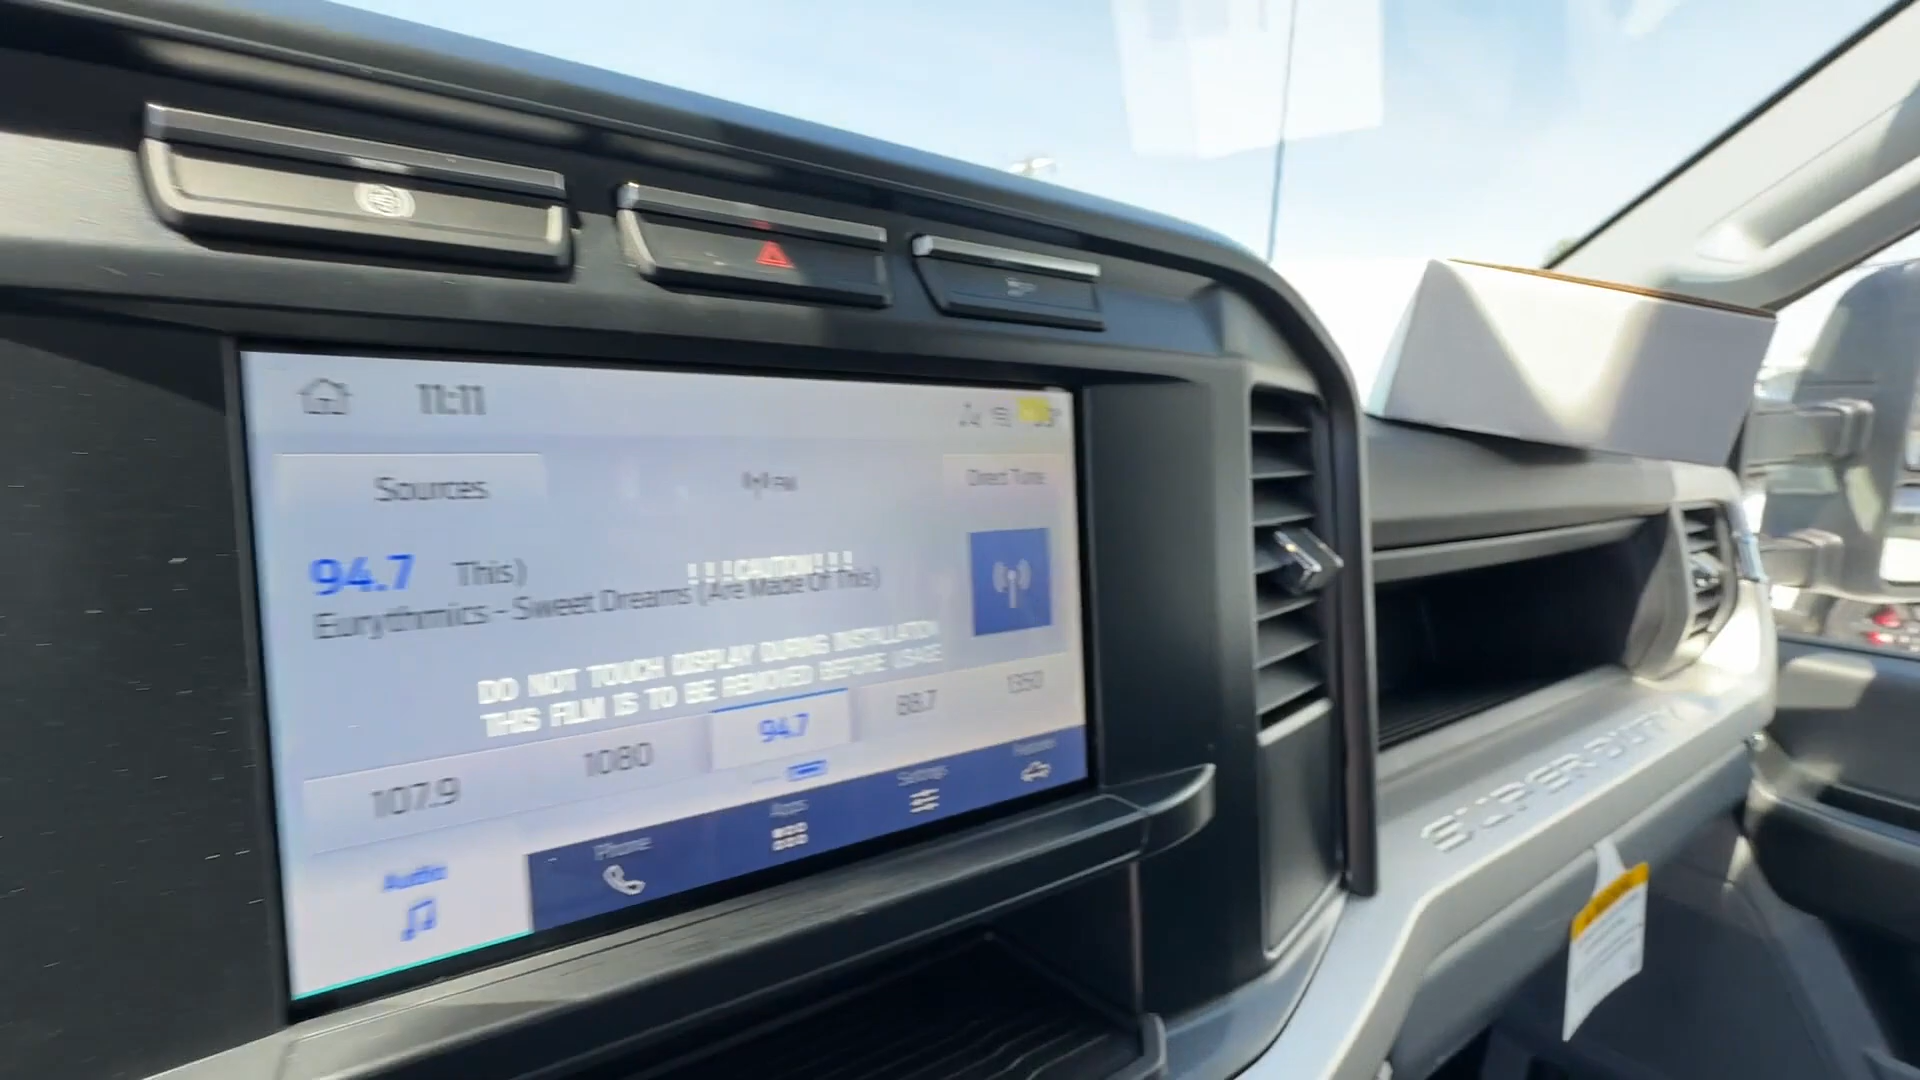 11:11
Sources
FM
Direct Tune
94.7 This)
!!!CAUTION!!!
Eurythmics - Sweet Dreams (Are Made Of This)
DO NOT TOUCH DISPLAY DURING INSTALLATION
THIS FILM IS TO BE REMOVED BEFORE USAGE
107.9
1080
94.7
88.7
1350
Audio
Phone
Apps
Settings
Features
SUPER DUTY